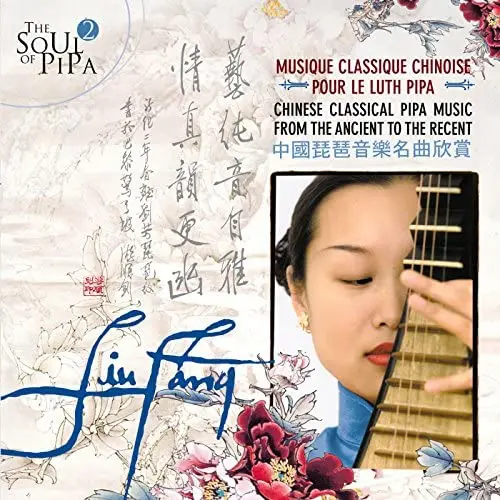 THE
SOUL 2
OF PIPA
MUSIQUE CLASSIQUE CHINOISE
POUR LE LUTH PIPA
CHINESE CLASSICAL PIPA MUSIC
FROM THE ANCIENT TO THE RECENT
中國琵琶音樂名曲欣賞
藝純音自雅
情真韻更幽
Liu Fang